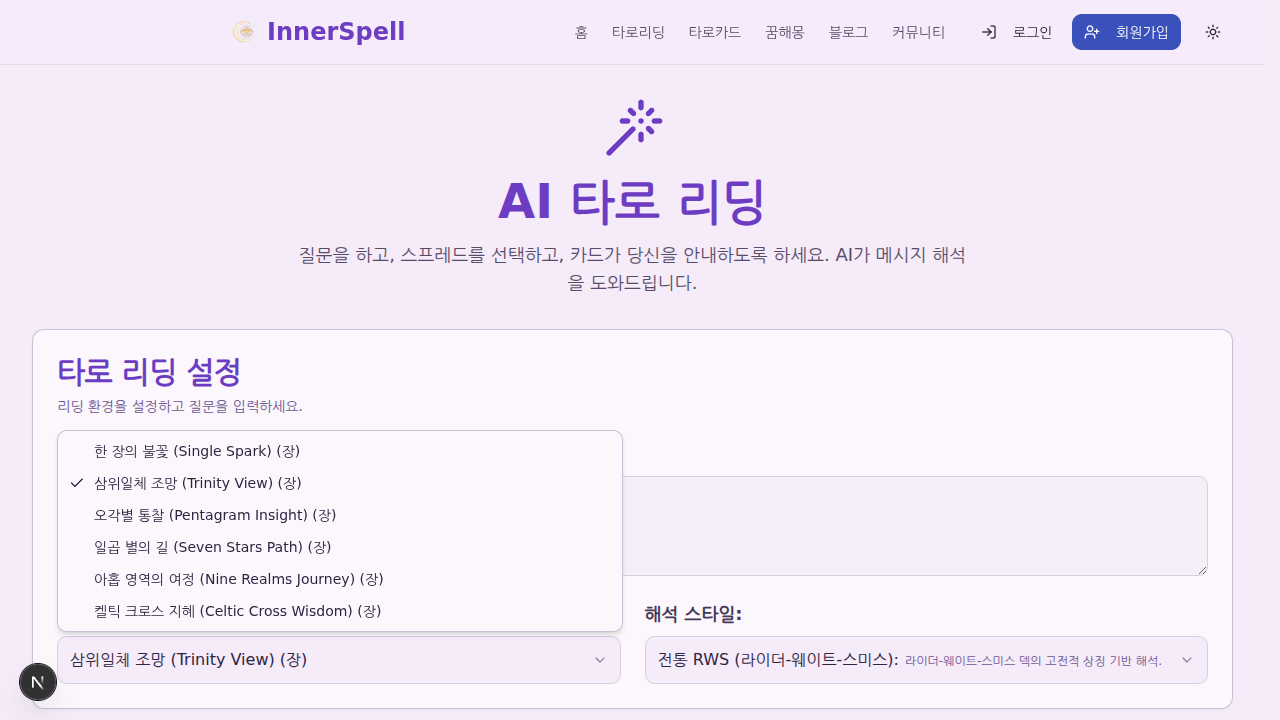 InnerSpell
홈 타로리딩 타로카드 꿈해몽 블로그 커뮤니티 로그인 회원가입
AI 타로 리딩
질문을 하고, 스프레드를 선택하고, 카드가 당신을 안내하도록 하세요. AI가 메시지 해석
을 도와드립니다.
타로 리딩 설정
리딩 환경을 설정하고 질문을 입력하세요.
한 장의 불꽃 (Single Spark) (장)
삼위일체 조망 (Trinity View) (장)
오각별 통찰 (Pentagram Insight) (장)
일곱 별의 길 (Seven Stars Path) (장)
아홉 영역의 여정 (Nine Realms Journey) (장)
켈틱 크로스 지혜 (Celtic Cross Wisdom) (장)
삼위일체 조망 (Trinity View) (장)
해석 스타일:
전통 RWS (라이더-웨이트-스미스): 라이더-웨이트-스미스 덱의 고전적 상징 기반 해석.
N